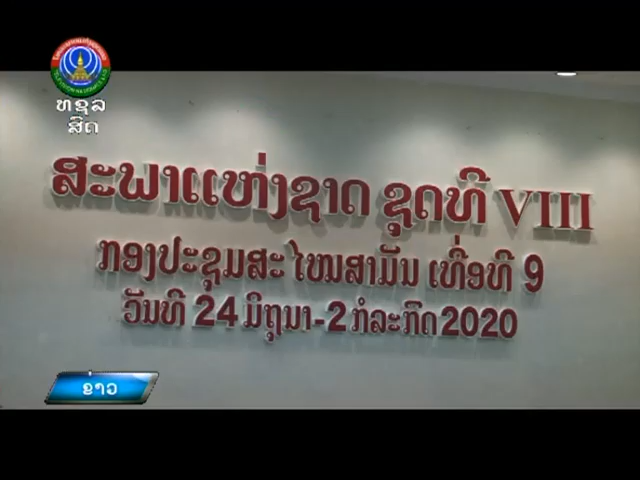 ທຊລ
ສົດ
ສະພາແຫ່ງຊາດ ຊຸດທີ VIII
ກອງປະຊຸມສະໄໝສາມັນ ເທື່ອທີ 9
ວັນທີ 24 ມິຖຸນາ-2 ກໍລະກົດ 2020
ຂ່າວ